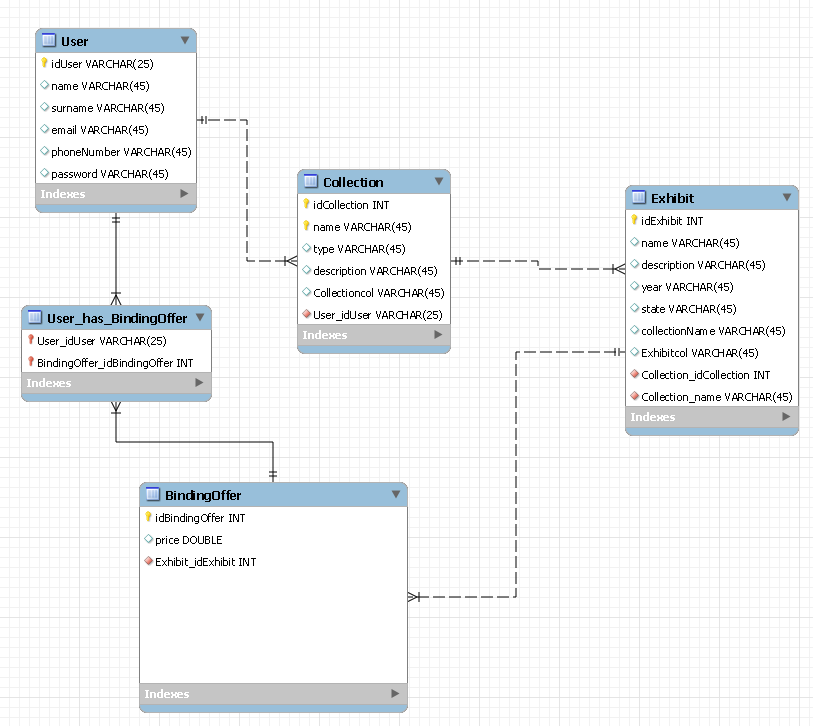 User
idUser VARCHAR(25)
name VARCHAR(45)
surname VARCHAR(45)
email VARCHAR(45)
phoneNumber VARCHAR(45)
password VARCHAR(45)
Indexes
Collection
idCollection INT
name VARCHAR(45)
type VARCHAR(45)
description VARCHAR(45)
Collectioncol VARCHAR(45)
User_idUser VARCHAR(25)
Indexes
Exhibit
idExhibit INT
name VARCHAR(45)
description VARCHAR(45)
year VARCHAR(45)
state VARCHAR(45)
collectionName VARCHAR(45)
Exhibitcol VARCHAR(45)
Collection_idCollection INT
Collection_name VARCHAR(45)
Indexes
User_has_BindingOffer
User_idUser VARCHAR(25)
BindingOffer_idBindingOffer INT
Indexes
BindingOffer
idBindingOffer INT
price DOUBLE
Exhibit_idExhibit INT
Indexes